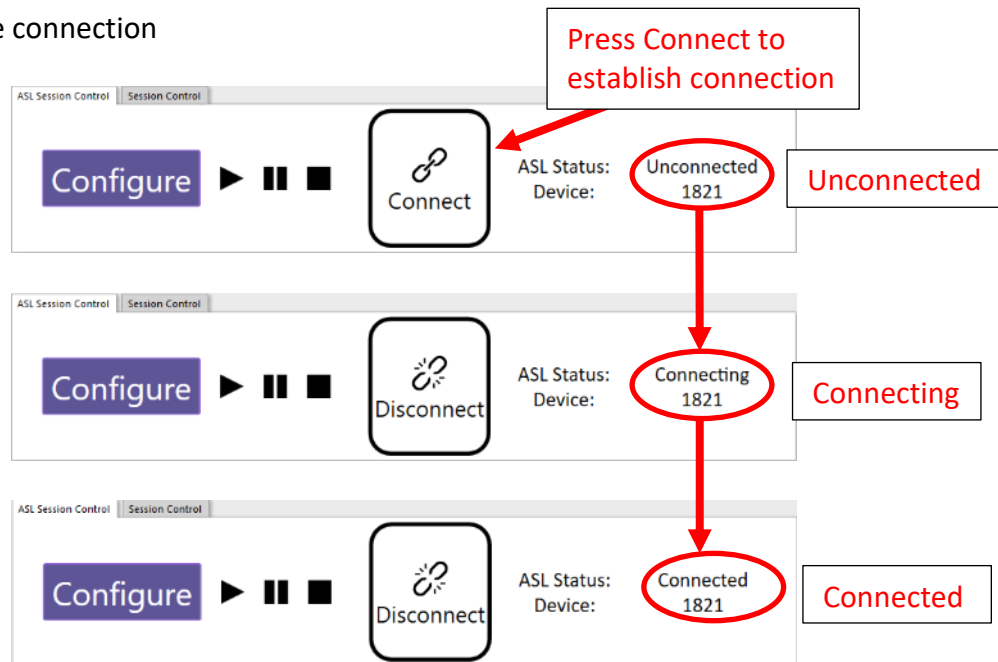 e connection
Press Connect to
establish connection
ASL Session Control Session Control
Configure
Connect
ASL Status: Unconnected
Device: 1821
Unconnected
ASL Session Control Session Control
Configure
Disconnect
ASL Status: Connecting
Device: 1821
Connecting
ASL Session Control Session Control
Configure
Disconnect
ASL Status: Connected
Device: 1821
Connected